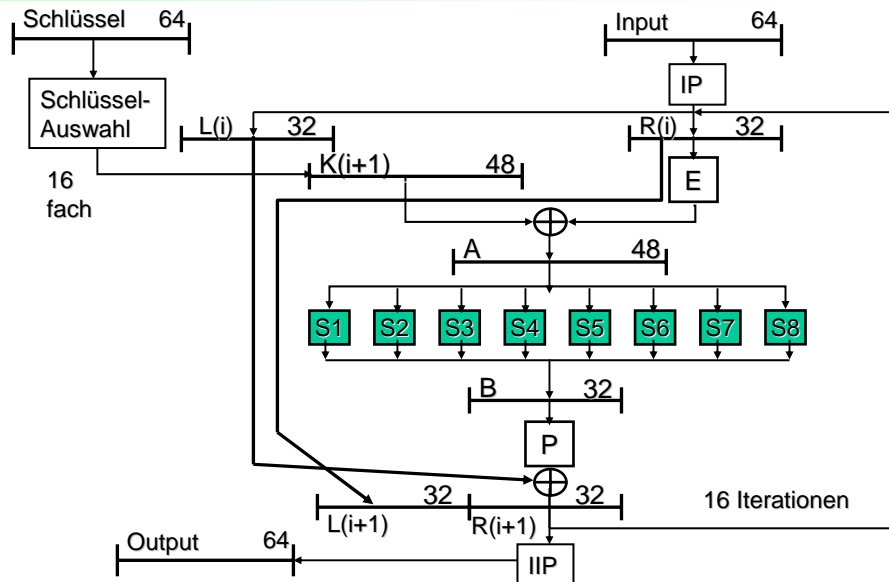 Schlüssel 64
Input 64
IP
Schlüssel-
Auswahl
L(i) 32
R(i) 32
K(i+1) 48
E
16
fach
A 48
S1 S2 S3 S4 S5 S6 S7 S8
B 32
P
32 32
L(i+1) R(i+1)
16 Iterationen
Output 64
IIP